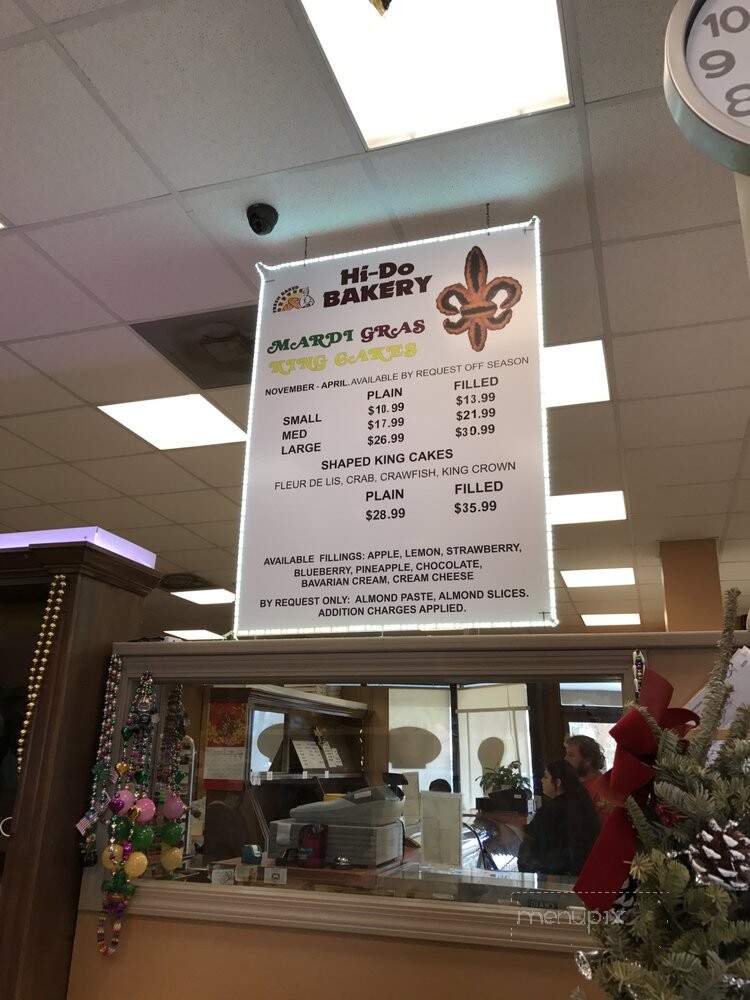 10
9
8
Hi-Do
BAKERY
MARDI GRAS
KING CAKES
NOVEMBER - APRIL. AVAILABLE BY REQUEST OFF SEASON
PLAIN FILLED
SMALL $10.99 $13.99
MED $17.99 $21.99
LARGE $26.99 $30.99
SHAPED KING CAKES
FLEUR DE LIS, CRAB, CRAWFISH, KING CROWN
PLAIN FILLED
$28.99 $35.99
AVAILABLE FILLINGS: APPLE, LEMON, STRAWBERRY,
BLUEBERRY, PINEAPPLE, CHOCOLATE,
BAVARIAN CREAM, CREAM CHEESE
BY REQUEST ONLY: ALMOND PASTE, ALMOND SLICES.
ADDITION CHARGES APPLIED.
menupix